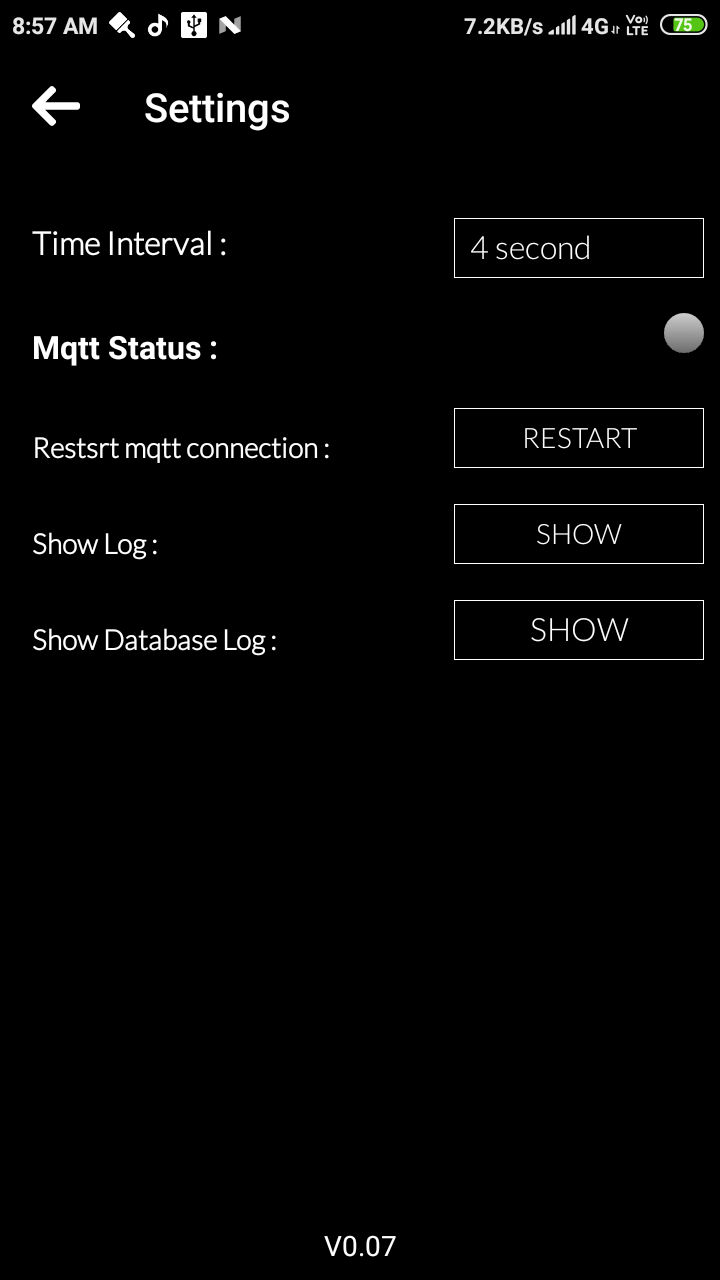 8:57 AM 7.2KB/s 4G Vo) LTE 75
Settings
Time Interval : 4 second
Mqtt Status :
Restsrt mqtt connection : RESTART
Show Log : SHOW
Show Database Log : SHOW
V0.07